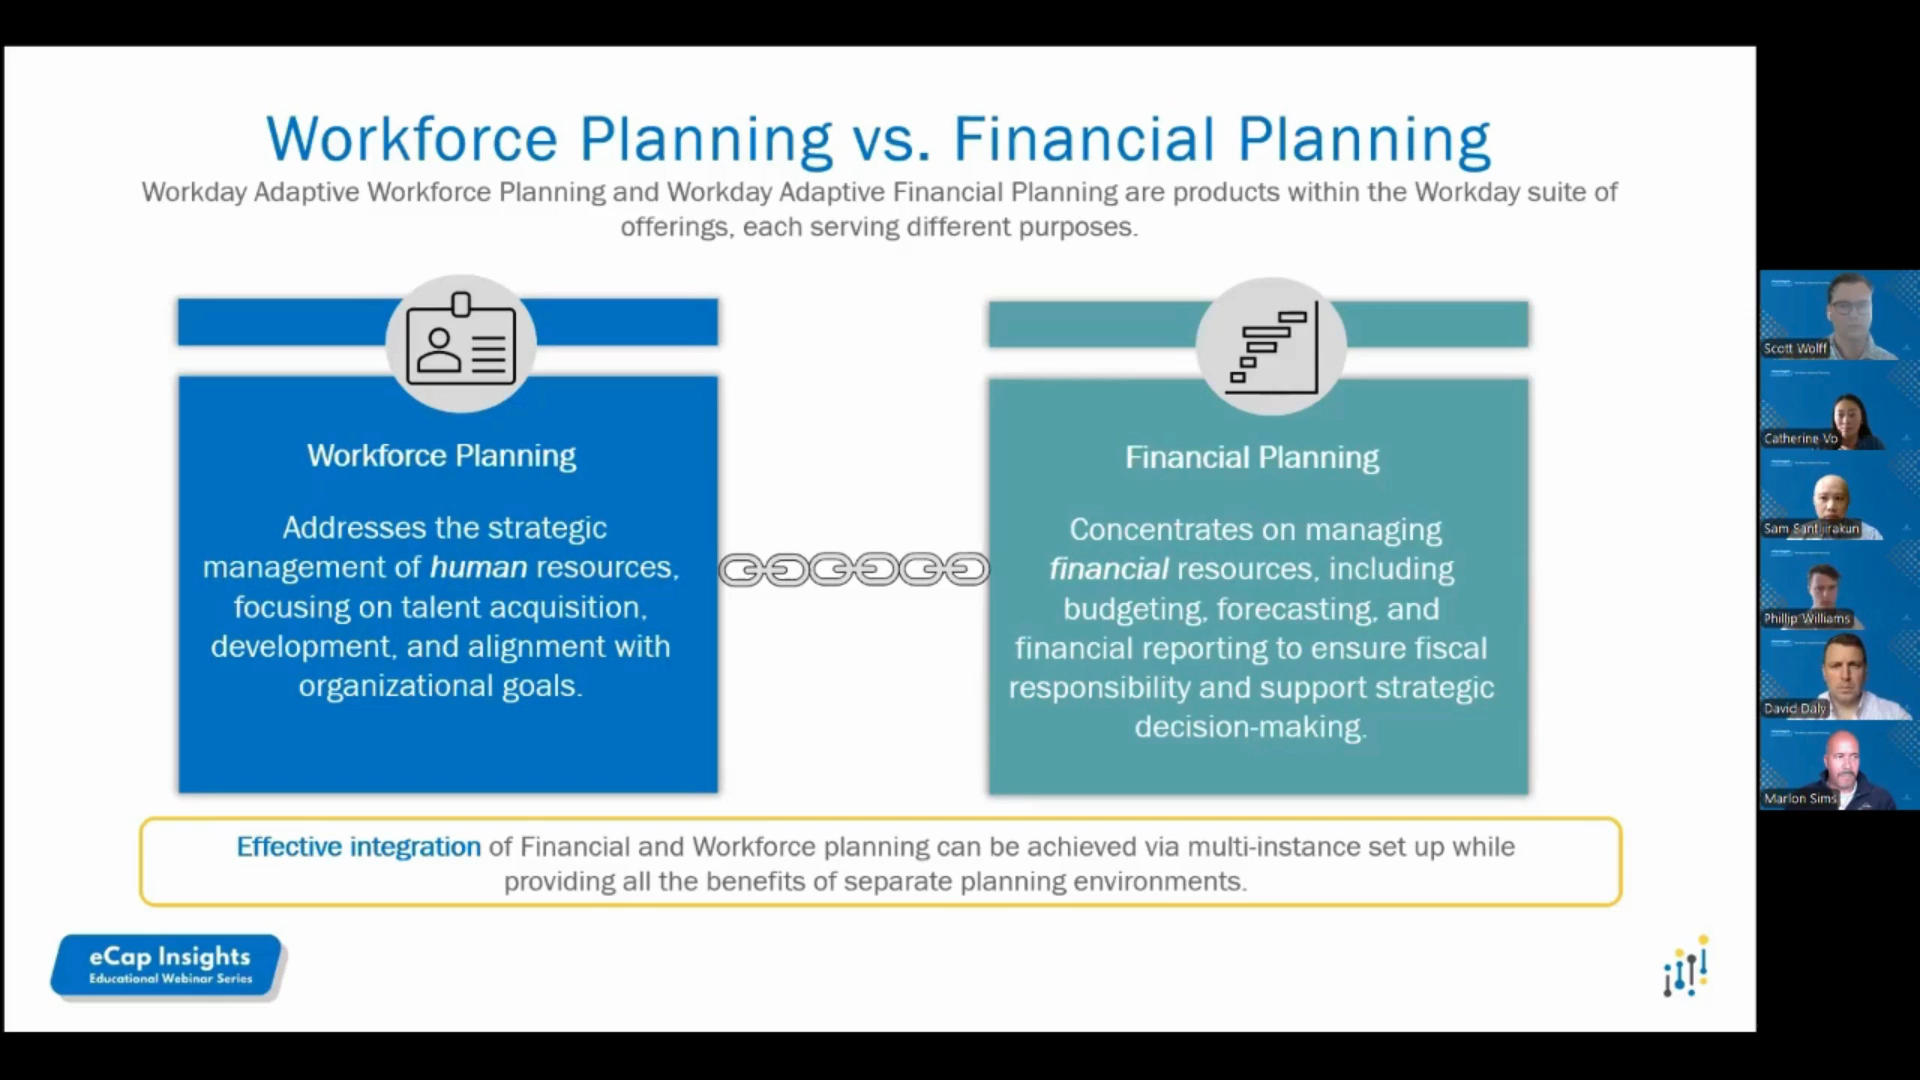 Workforce Planning vs. Financial Planning
Workday Adaptive Workforce Planning and Workday Adaptive Financial Planning are products within the Workday suite of
offerings, each serving different purposes.
Workforce Planning
Addresses the strategic
management of human resources,
focusing on talent acquisition,
development, and alignment with
organizational goals.
Financial Planning
Concentrates on managing
financial resources, including
budgeting, forecasting, and
financial reporting to ensure fiscal
responsibility and support strategic
decision-making.
Effective integration of Financial and Workforce planning can be achieved via multi-instance set up while
providing all the benefits of separate planning environments.
eCap Insights
Educational Webinar Series
Scott Wolff
Catherine Vo
Sam Santijirakun
Phillip Williams
David Daly
Marlon Sims